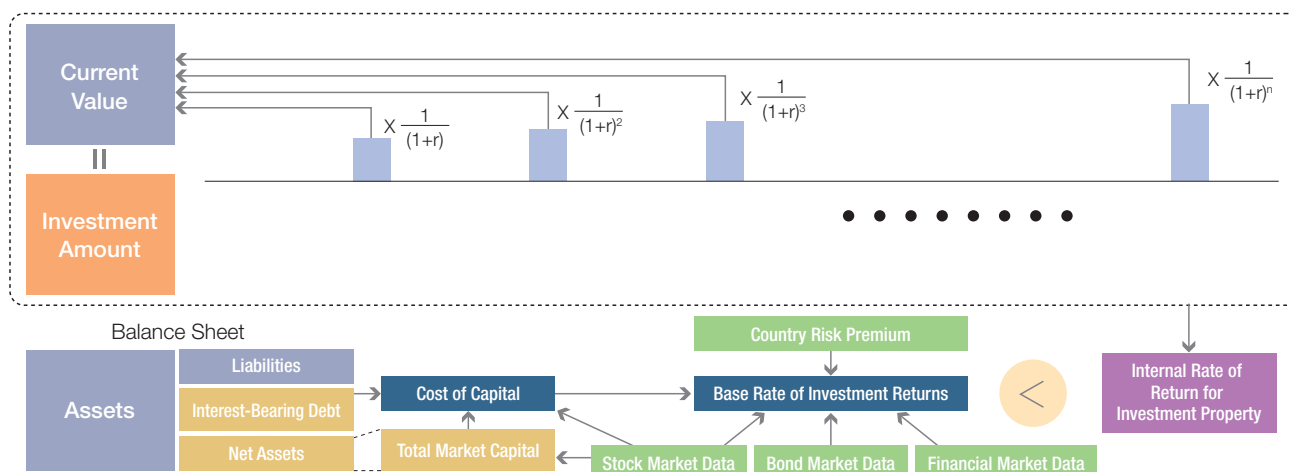 Current
Value
X 1/(1+r)
X 1/(1+r)²
X 1/(1+r)³
X 1/(1+r)ⁿ
Investment
Amount
Balance Sheet
Assets
Liabilities
Interest-Bearing Debt
Net Assets
Cost of Capital
Total Market Capital
Country Risk Premium
Base Rate of Investment Returns
Stock Market Data
Bond Market Data
Financial Market Data
<
Internal Rate of
Return for
Investment Property